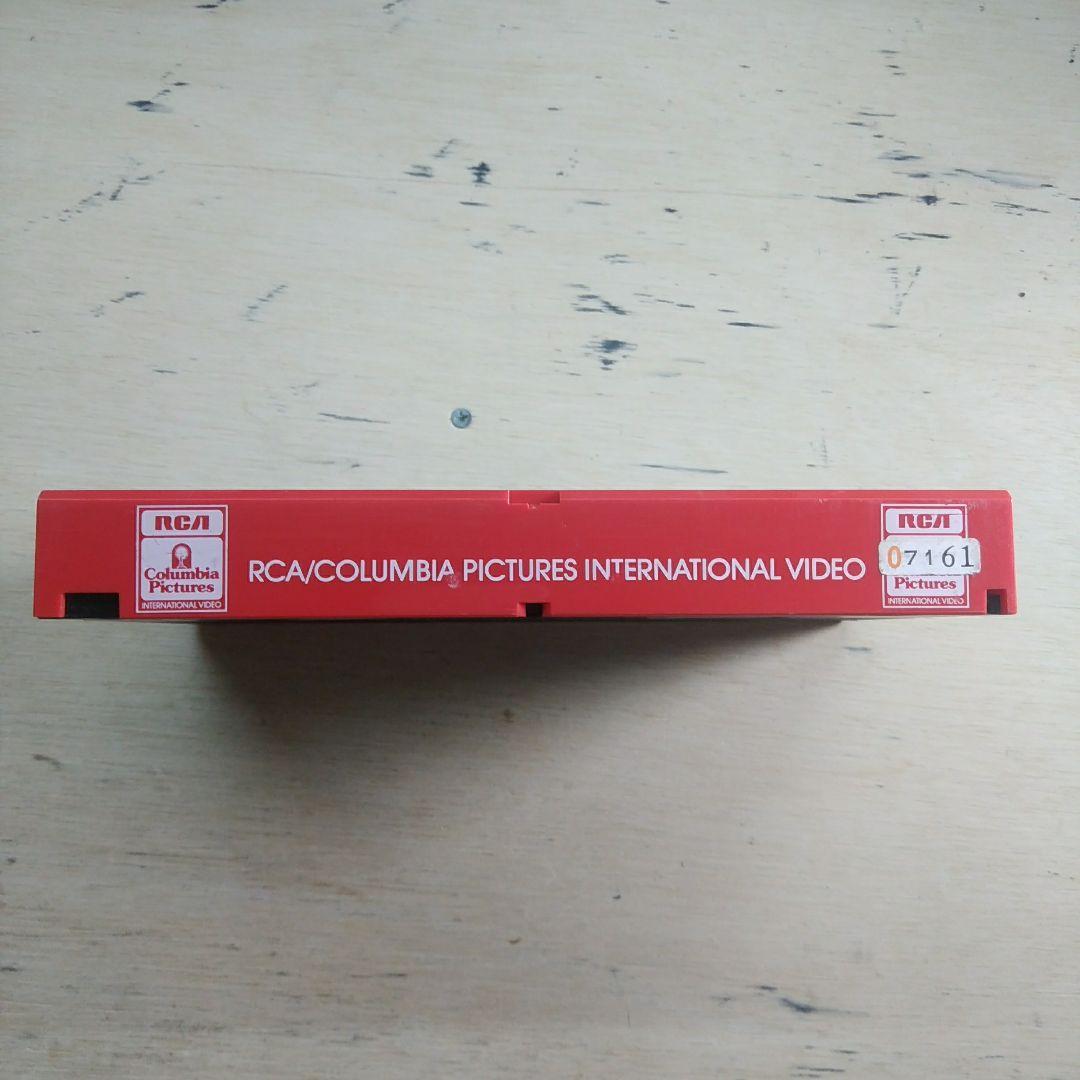 RCA
Columbia
Pictures
INTERNATIONAL VIDEO
RCA/COLUMBIA PICTURES INTERNATIONAL VIDEO
RCA
07161
Pictures
INTERNATIONAL VIDEO